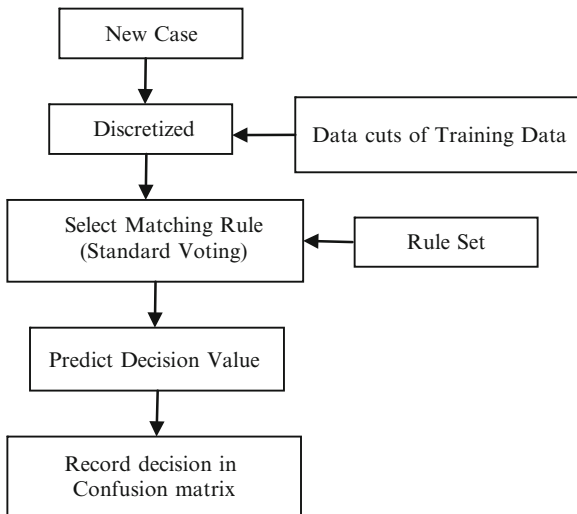 New Case
Discretized
Data cuts of Training Data
Select Matching Rule
(Standard Voting)
Rule Set
Predict Decision Value
Record decision in
Confusion matrix